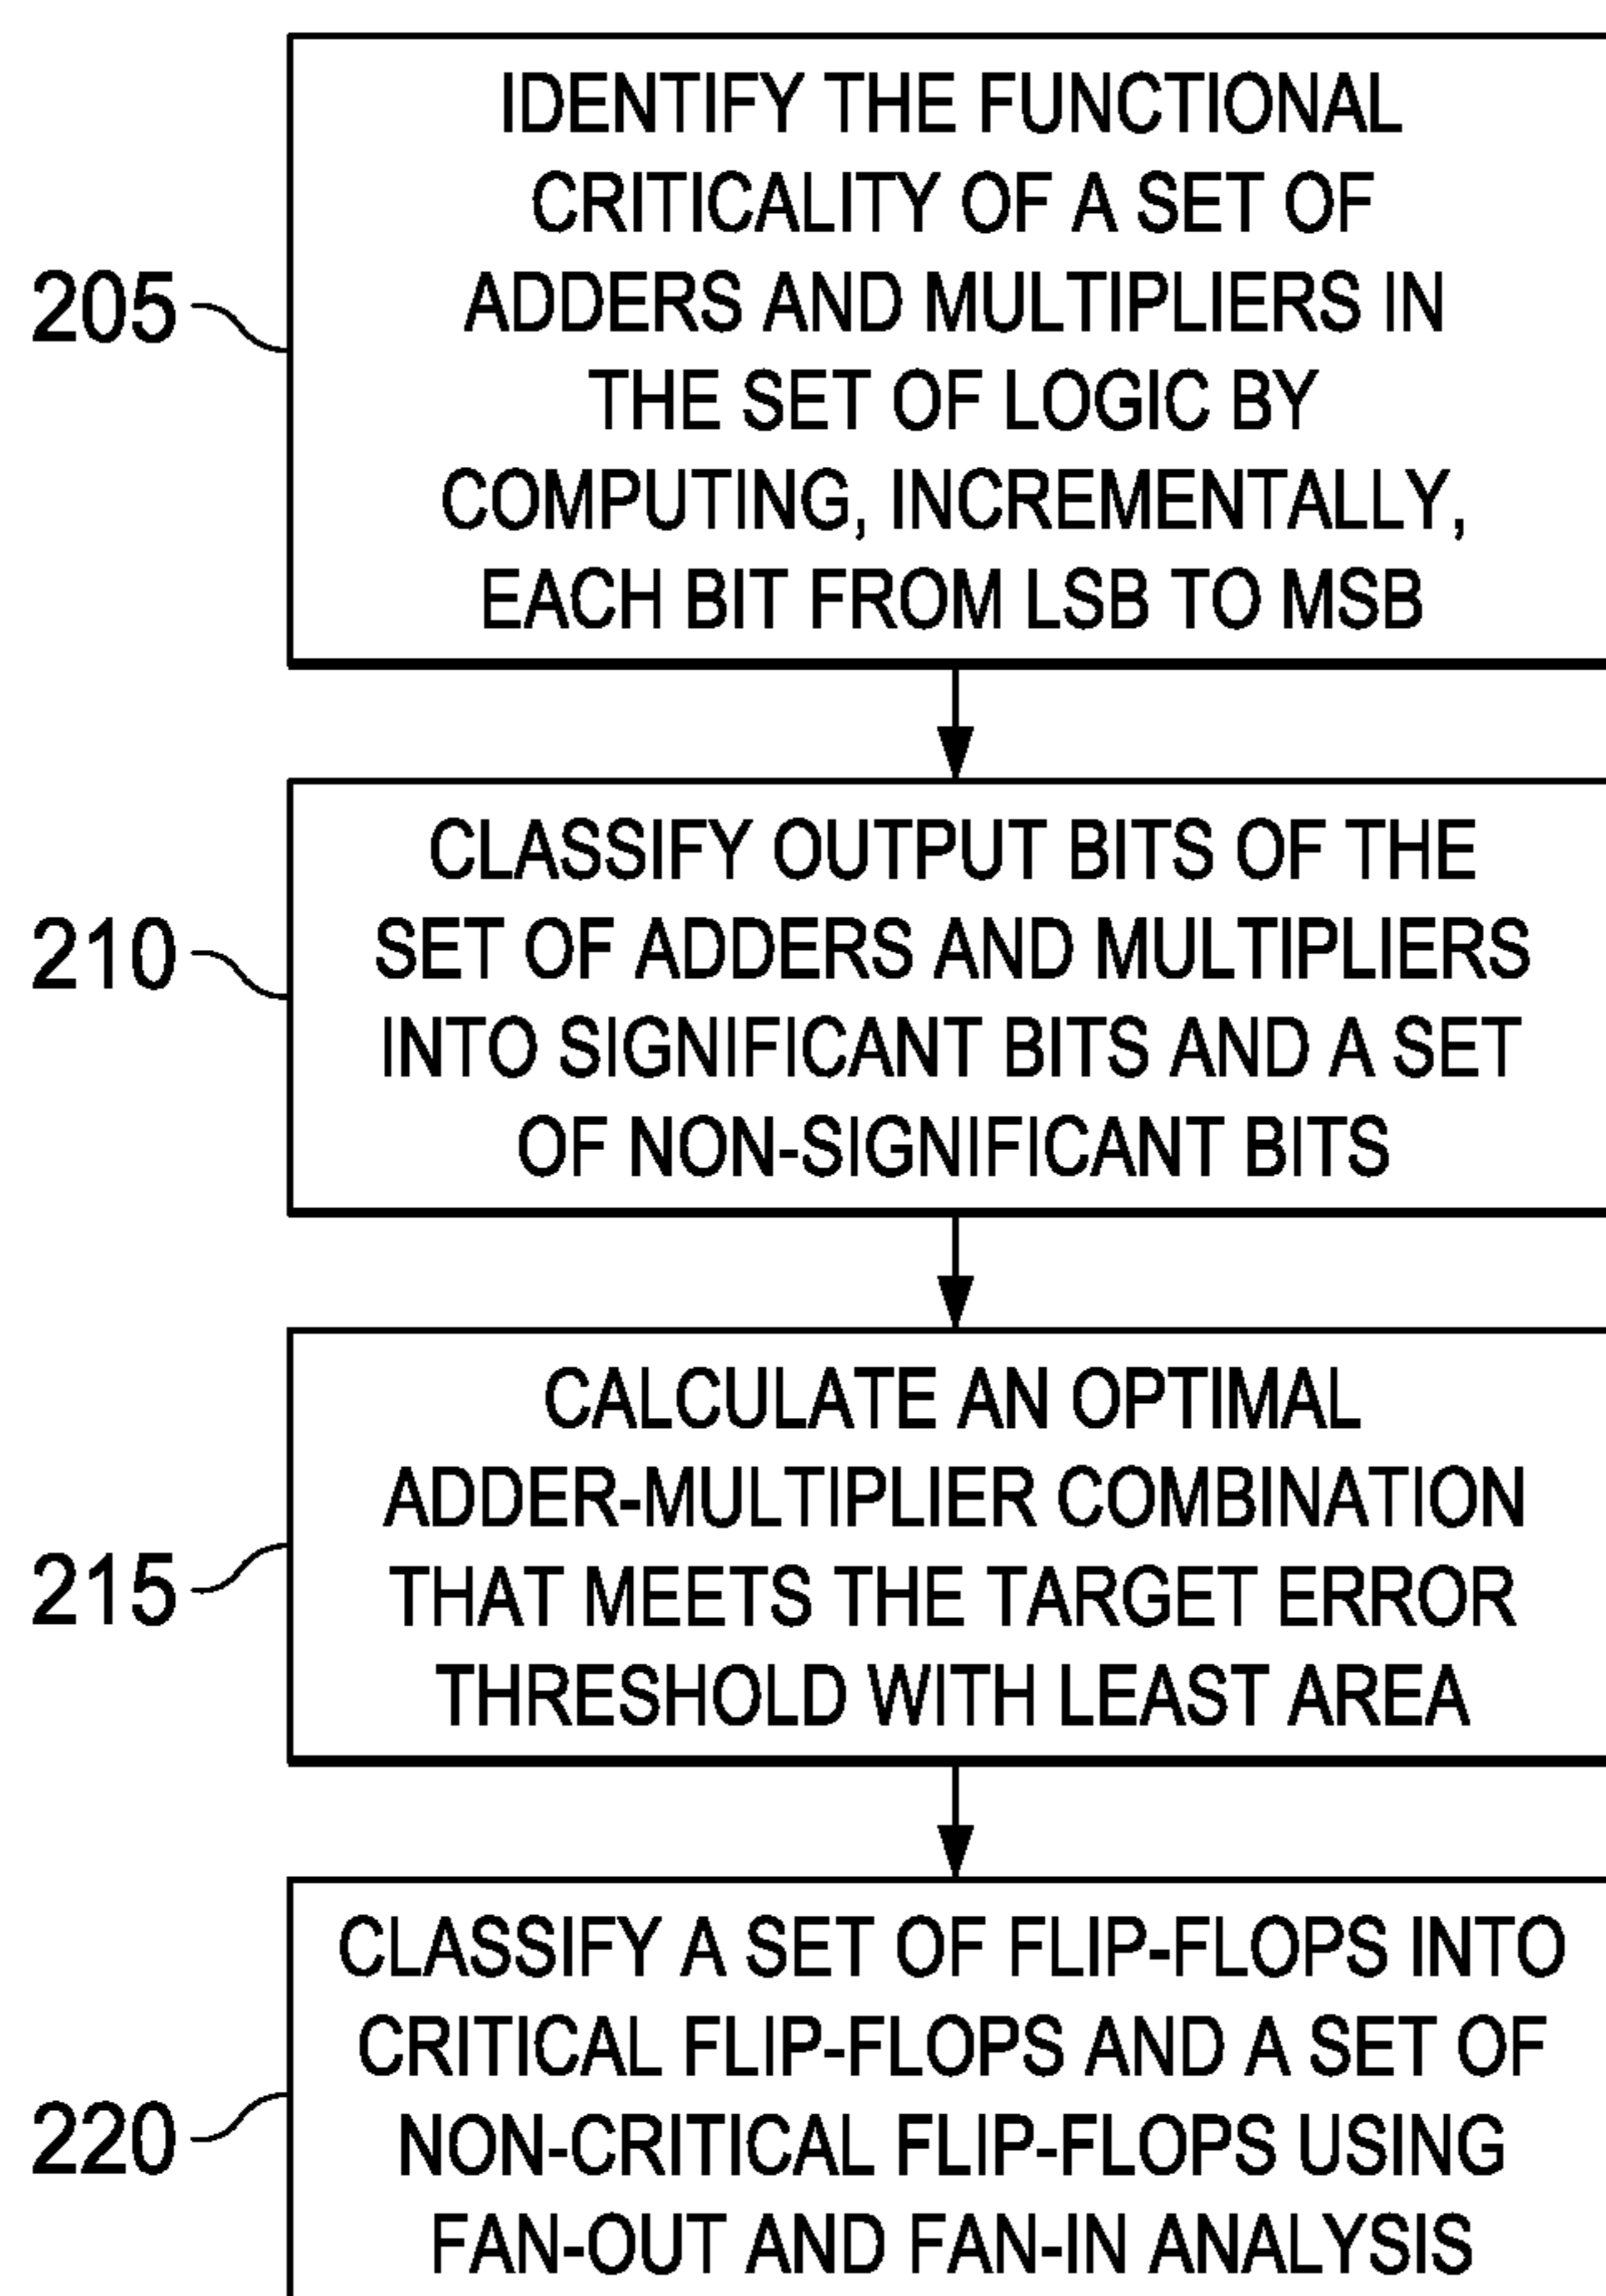 IDENTIFY THE FUNCTIONAL
CRITICALITY OF A SET OF
ADDERS AND MULTIPLIERS IN
THE SET OF LOGIC BY
COMPUTING, INCREMENTALLY,
EACH BIT FROM LSB TO MSB
205
CLASSIFY OUTPUT BITS OF THE
SET OF ADDERS AND MULTIPLIERS
INTO SIGNIFICANT BITS AND A SET
OF NON-SIGNIFICANT BITS
210
CALCULATE AN OPTIMAL
ADDER-MULTIPLIER COMBINATION
THAT MEETS THE TARGET ERROR
THRESHOLD WITH LEAST AREA
215
CLASSIFY A SET OF FLIP-FLOPS INTO
CRITICAL FLIP-FLOPS AND A SET OF
NON-CRITICAL FLIP-FLOPS USING
FAN-OUT AND FAN-IN ANALYSIS
220